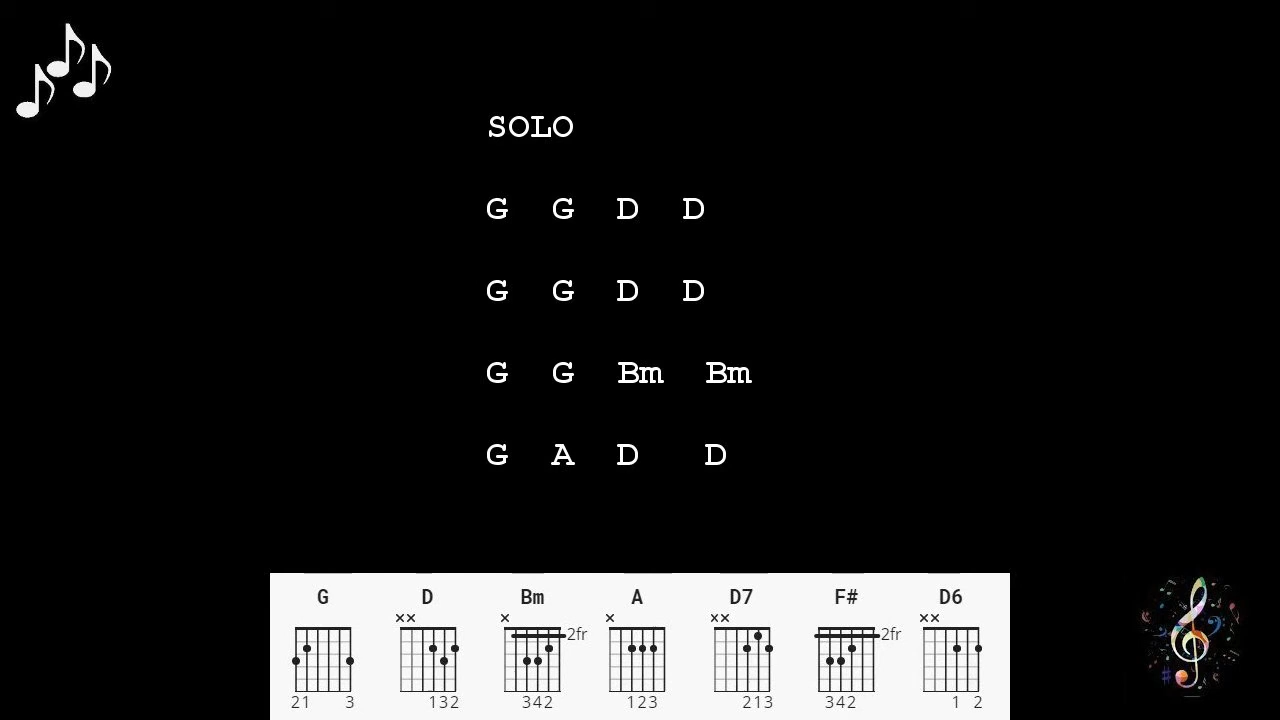 SOLO
G G D D
G G D D
G G Bm Bm
G A D D
G D Bm A D7 F# D6
×× × × ×× ××
2fr 2fr
21 3 132 342 123 213 342 1 2
#